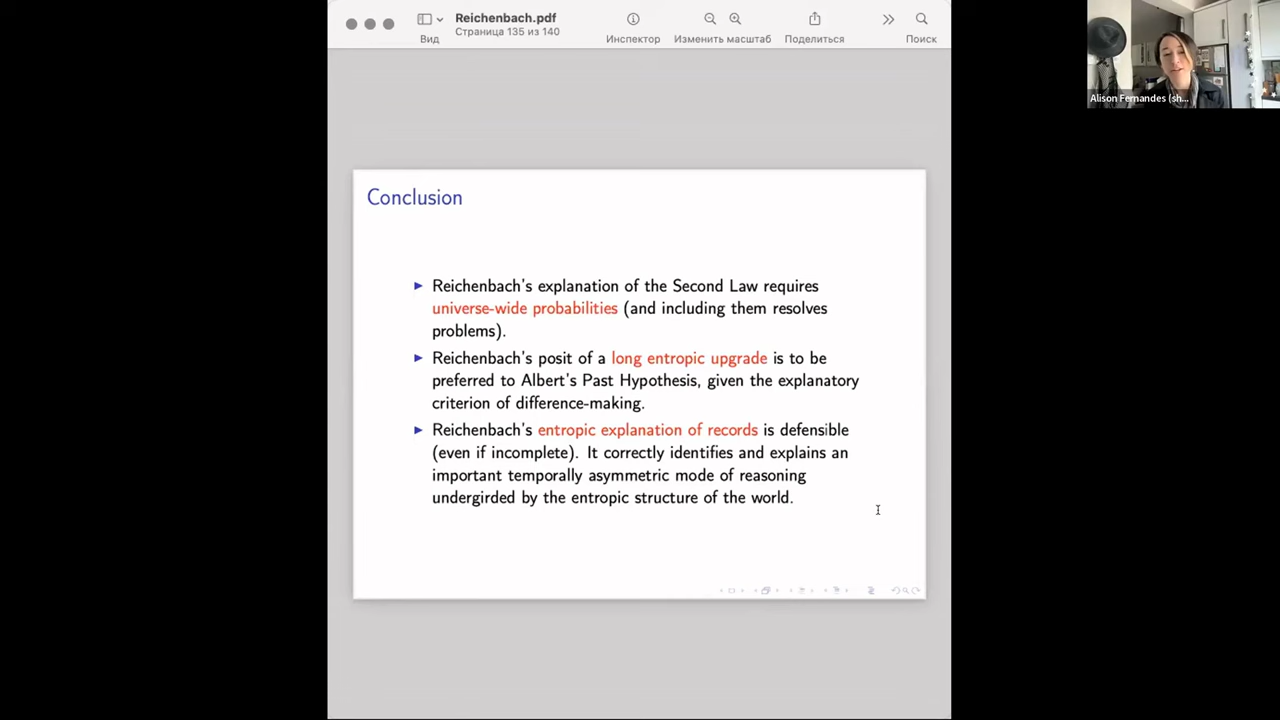 Reichenbach.pdf
Страница 135 из 140
Вид
Инспектор
Изменить масштаб
Поделиться
Поиск
Alison Fernandes (sh...
Conclusion
► Reichenbach's explanation of the Second Law requires
universe-wide probabilities (and including them resolves
problems).
► Reichenbach's posit of a long entropic upgrade is to be
preferred to Albert's Past Hypothesis, given the explanatory
criterion of difference-making.
► Reichenbach's entropic explanation of records is defensible
(even if incomplete). It correctly identifies and explains an
important temporally asymmetric mode of reasoning
undergirded by the entropic structure of the world.